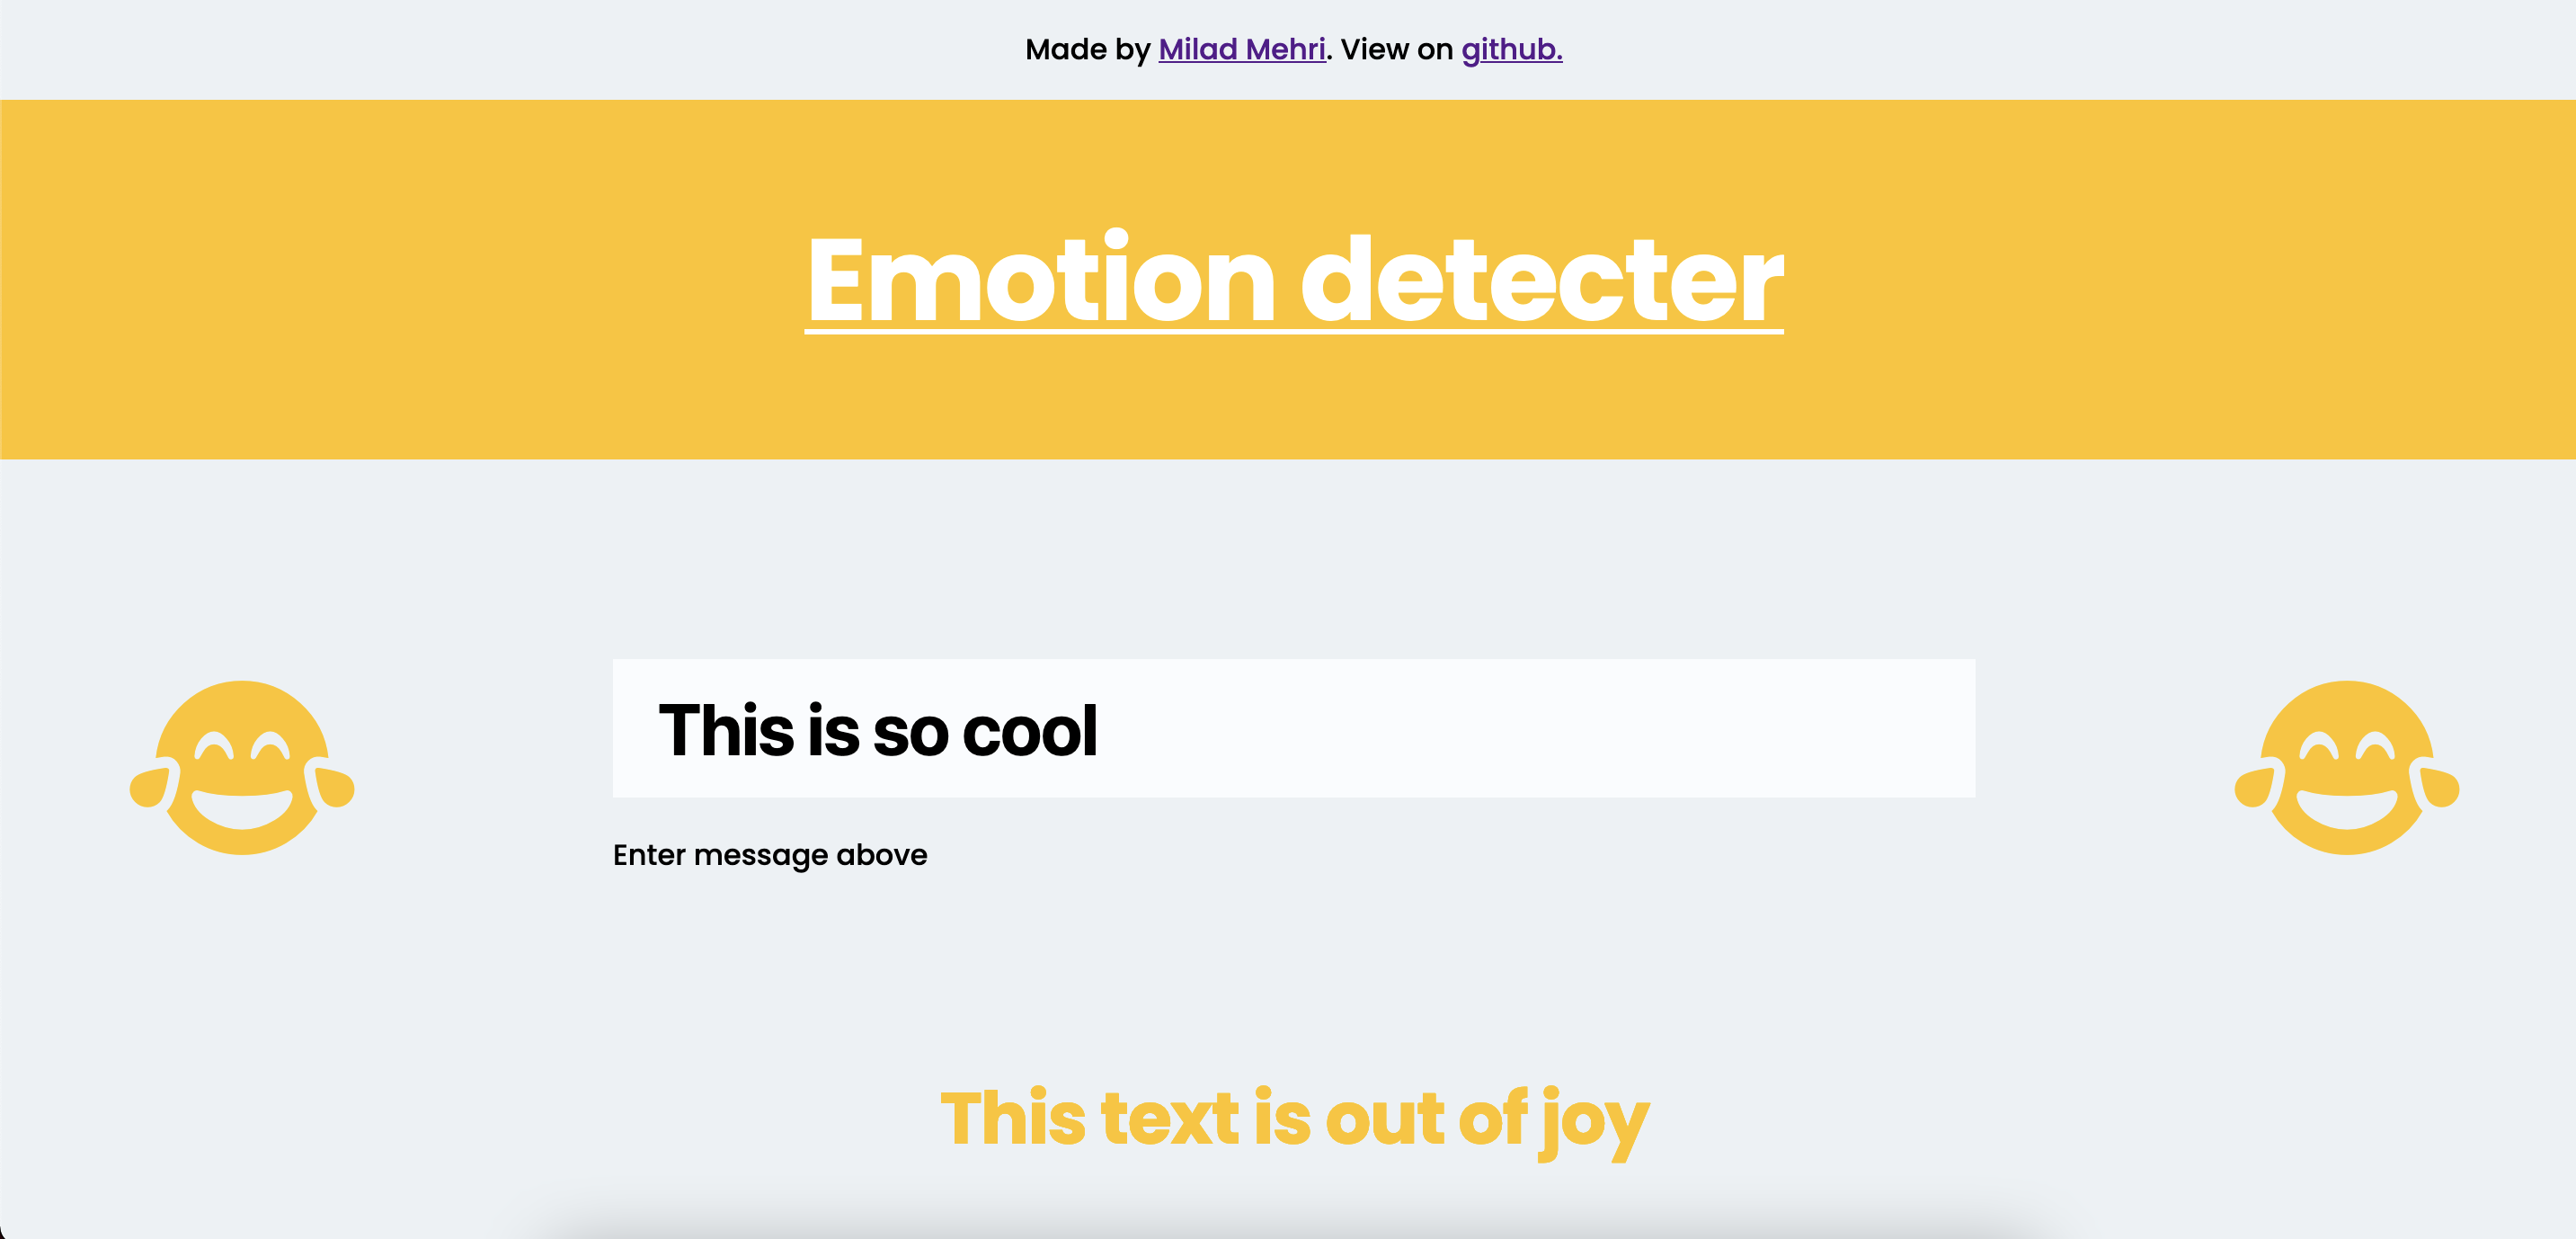 Made by Milad Mehri. View on github.
Emotion detecter
This is so cool
Enter message above
This text is out of joy